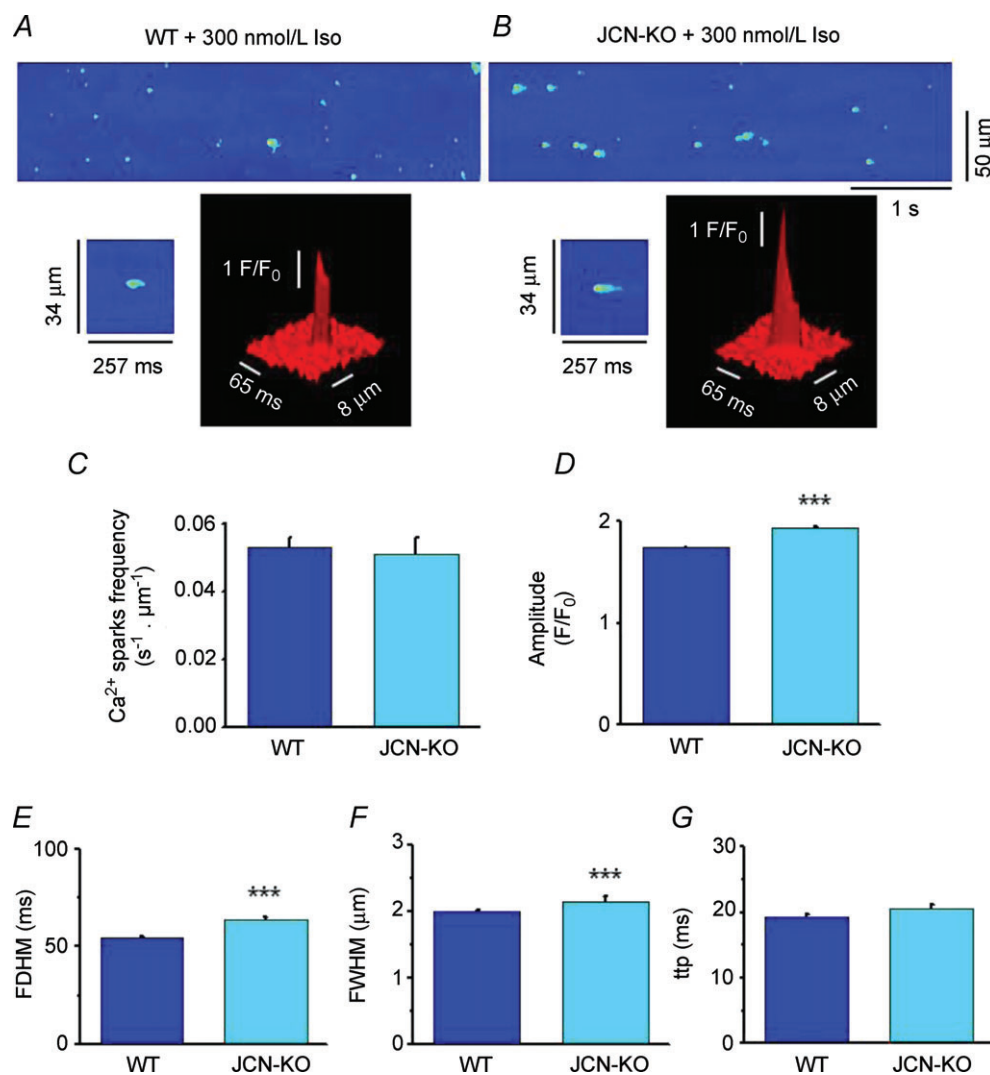 A
WT + 300 nmol/L Iso
B
JCN-KO + 300 nmol/L Iso
50 μm
1 s
34 μm
257 ms
1 F/F₀
65 ms
8 μm
34 μm
257 ms
1 F/F₀
65 ms
8 μm
C
Ca²⁺ sparks frequency
(s⁻¹ . μm⁻¹)
0.06
0.04
0.02
0.00
WT
JCN-KO
D
Amplitude
(F/F₀)
2
1
0
***
WT
JCN-KO
E
FDHM (ms)
100
50
0
***
WT
JCN-KO
F
FWHM (μm)
3
2
1
0
***
WT
JCN-KO
G
ttp (ms)
30
20
10
0
WT
JCN-KO